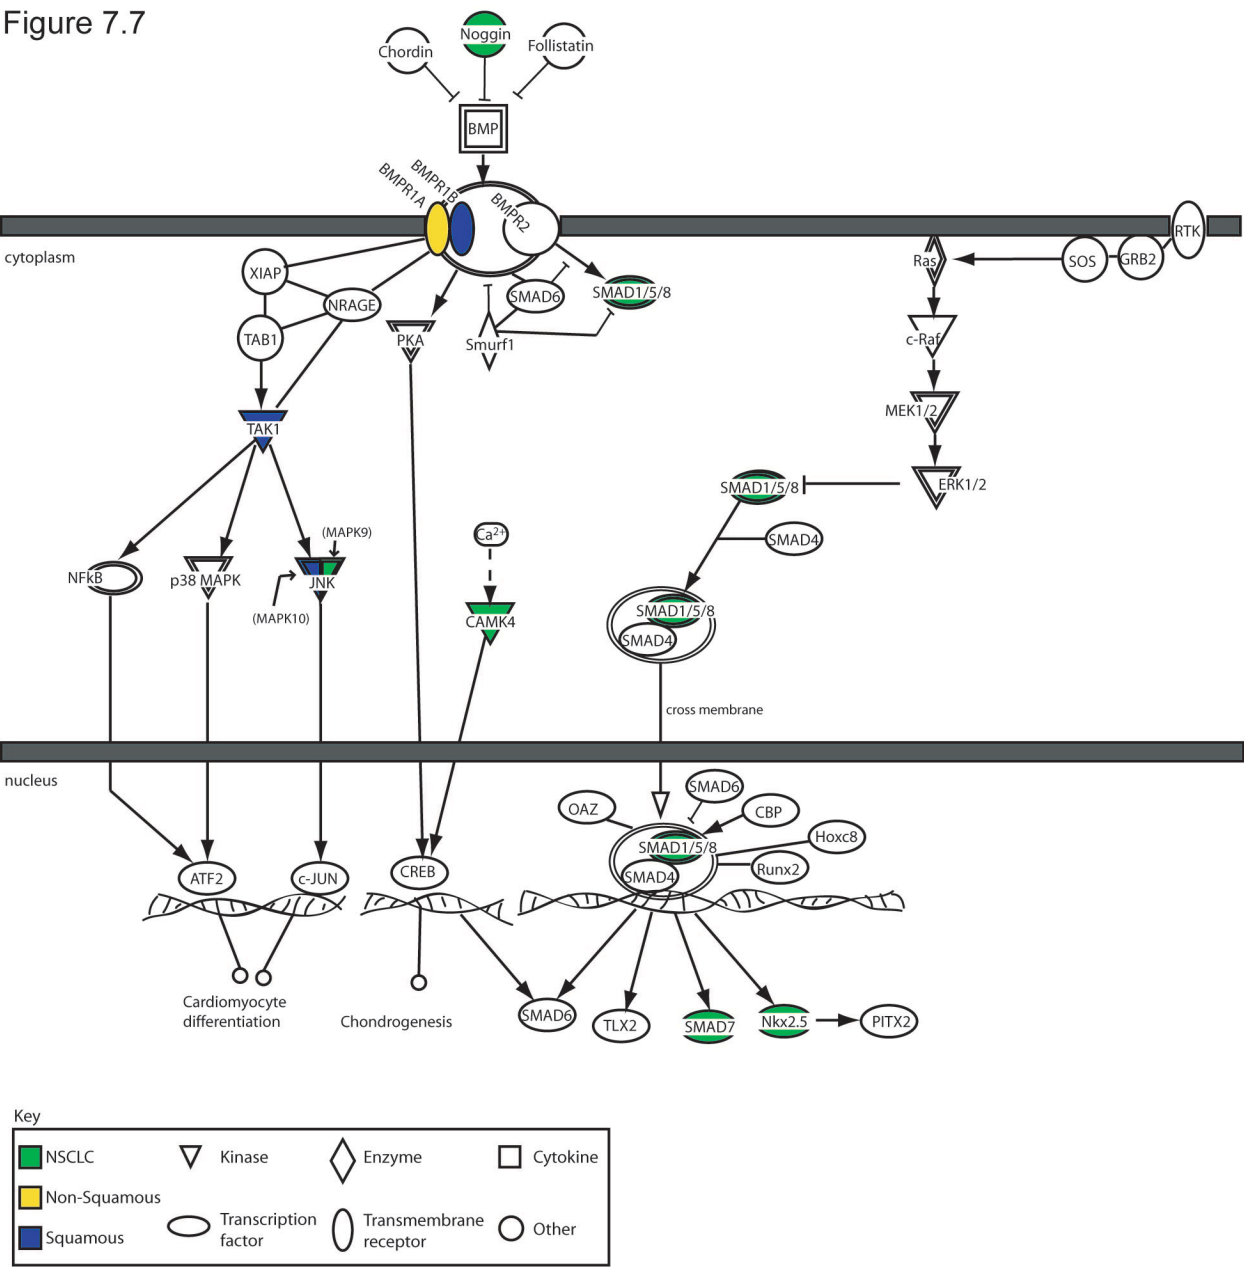 Figure 7.7
Noggin
Chordin
Follistatin
BMP
BMPR1A
BMPR1B
BMPR2
cytoplasm
RTK
GRB2
SOS
Ras
XIAP
NRAGE
TAB1
SMAD6
SMAD1/5/8
PKA
Smurf1
c-Raf
TAK1
MEK1/2
ERK1/2
SMAD1/5/8
SMAD4
(MAPK9)
Ca2+
NFkB
p38 MAPK
JNK
(MAPK10)
CAMK4
SMAD1/5/8
SMAD4
cross membrane
nucleus
SMAD6
OAZ
CBP
Hoxc8
SMAD1/5/8
Runx2
SMAD4
ATF2
c-JUN
CREB
Cardiomyocyte
differentiation
Chondrogenesis
SMAD6
TLX2
SMAD7
Nkx2.5
PITX2
Key
NSCLC
Kinase
Enzyme
Cytokine
Non-Squamous
Squamous
Transcription
factor
Transmembrane
receptor
Other